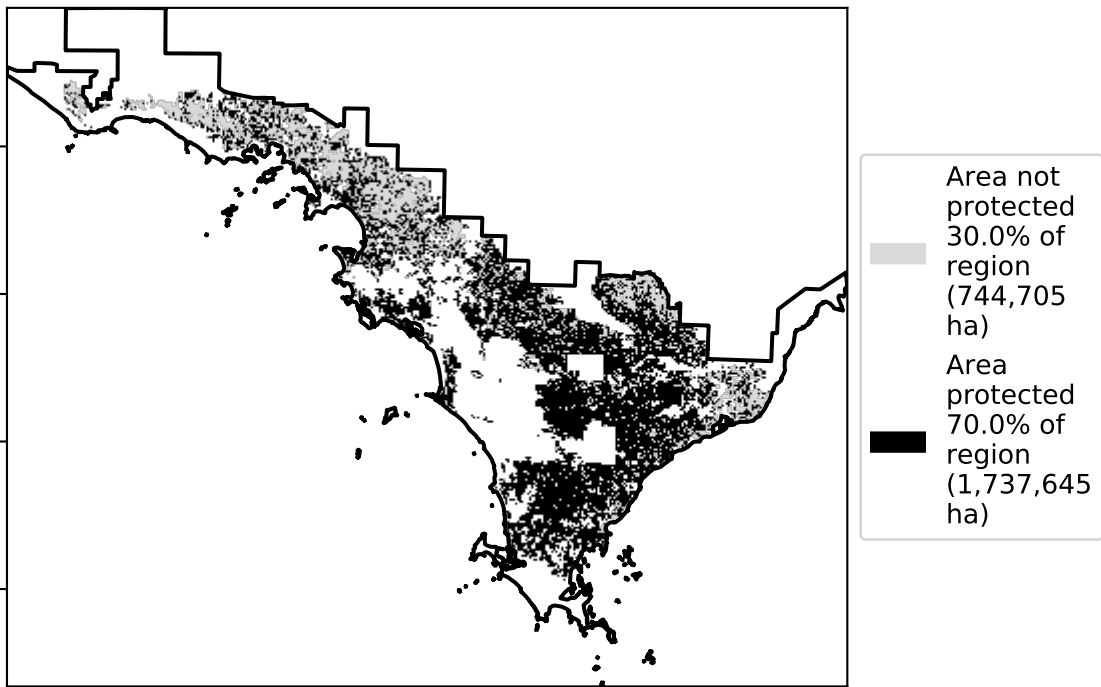 Area not
protected
30.0% of
region
(744,705
ha)
Area
protected
70.0% of
region
(1,737,645
ha)